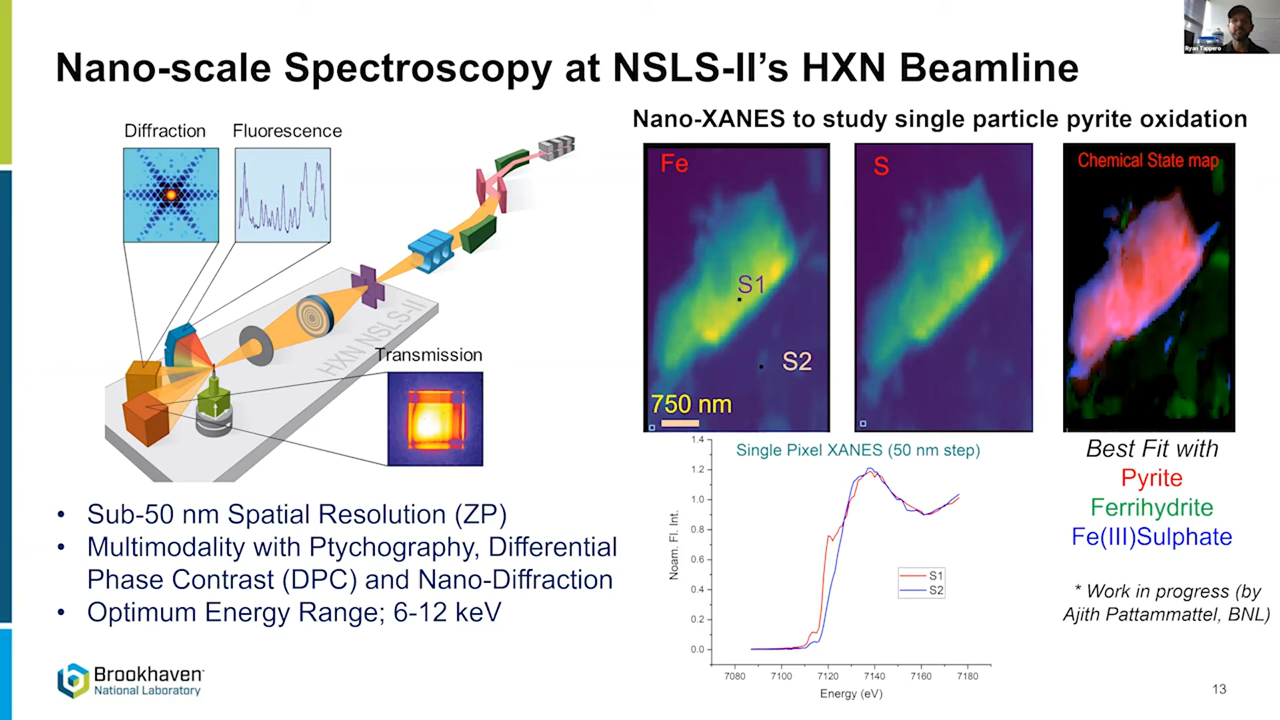 Ryan Tappero
Nano-scale Spectroscopy at NSLS-II's HXN Beamline
Diffraction
Fluorescence
HXN NSLS-II
Transmission
• Sub-50 nm Spatial Resolution (ZP)
• Multimodality with Ptychography, Differential
Phase Contrast (DPC) and Nano-Diffraction
• Optimum Energy Range; 6-12 keV
Brookhaven
National Laboratory
Nano-XANES to study single particle pyrite oxidation
Fe
S1
S2
750 nm
S
Chemical State map
Single Pixel XANES (50 nm step)
Noam. Fl. Int.
1.4
1.2
1.0
0.8
0.6
0.4
0.2
0.0
S1
S2
7080 7100 7120 7140 7160 7180
Energy (eV)
Best Fit with
Pyrite
Ferrihydrite
Fe(III)Sulphate
* Work in progress (by
Ajith Pattammattel, BNL)
13